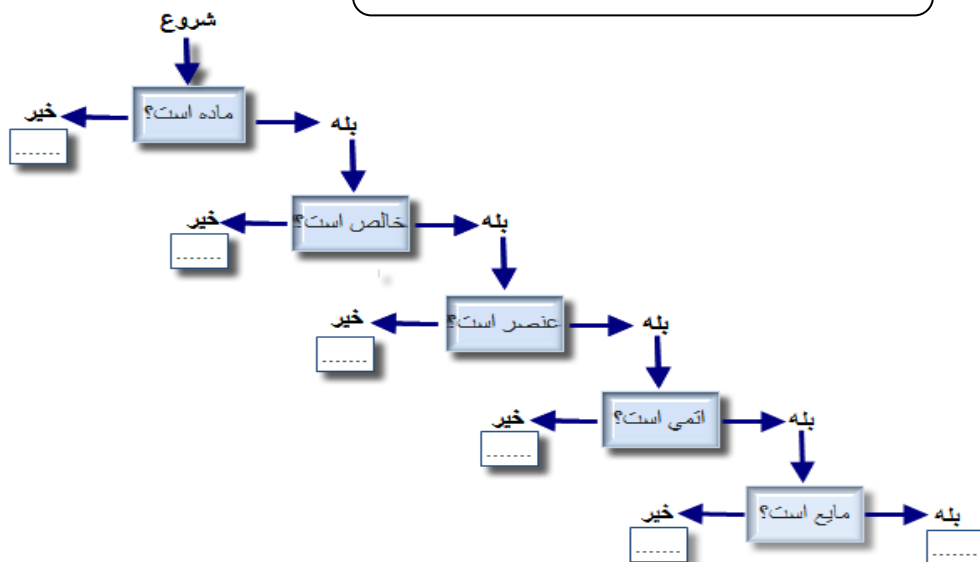 شروع
ماده است؟
خیر
بله
.......
خالص است؟
خیر
بله
.......
عنصر است؟
خیر
بله
.......
اتمی است؟
خیر
بله
.......
مایع است؟
خیر
بله
.......
.......